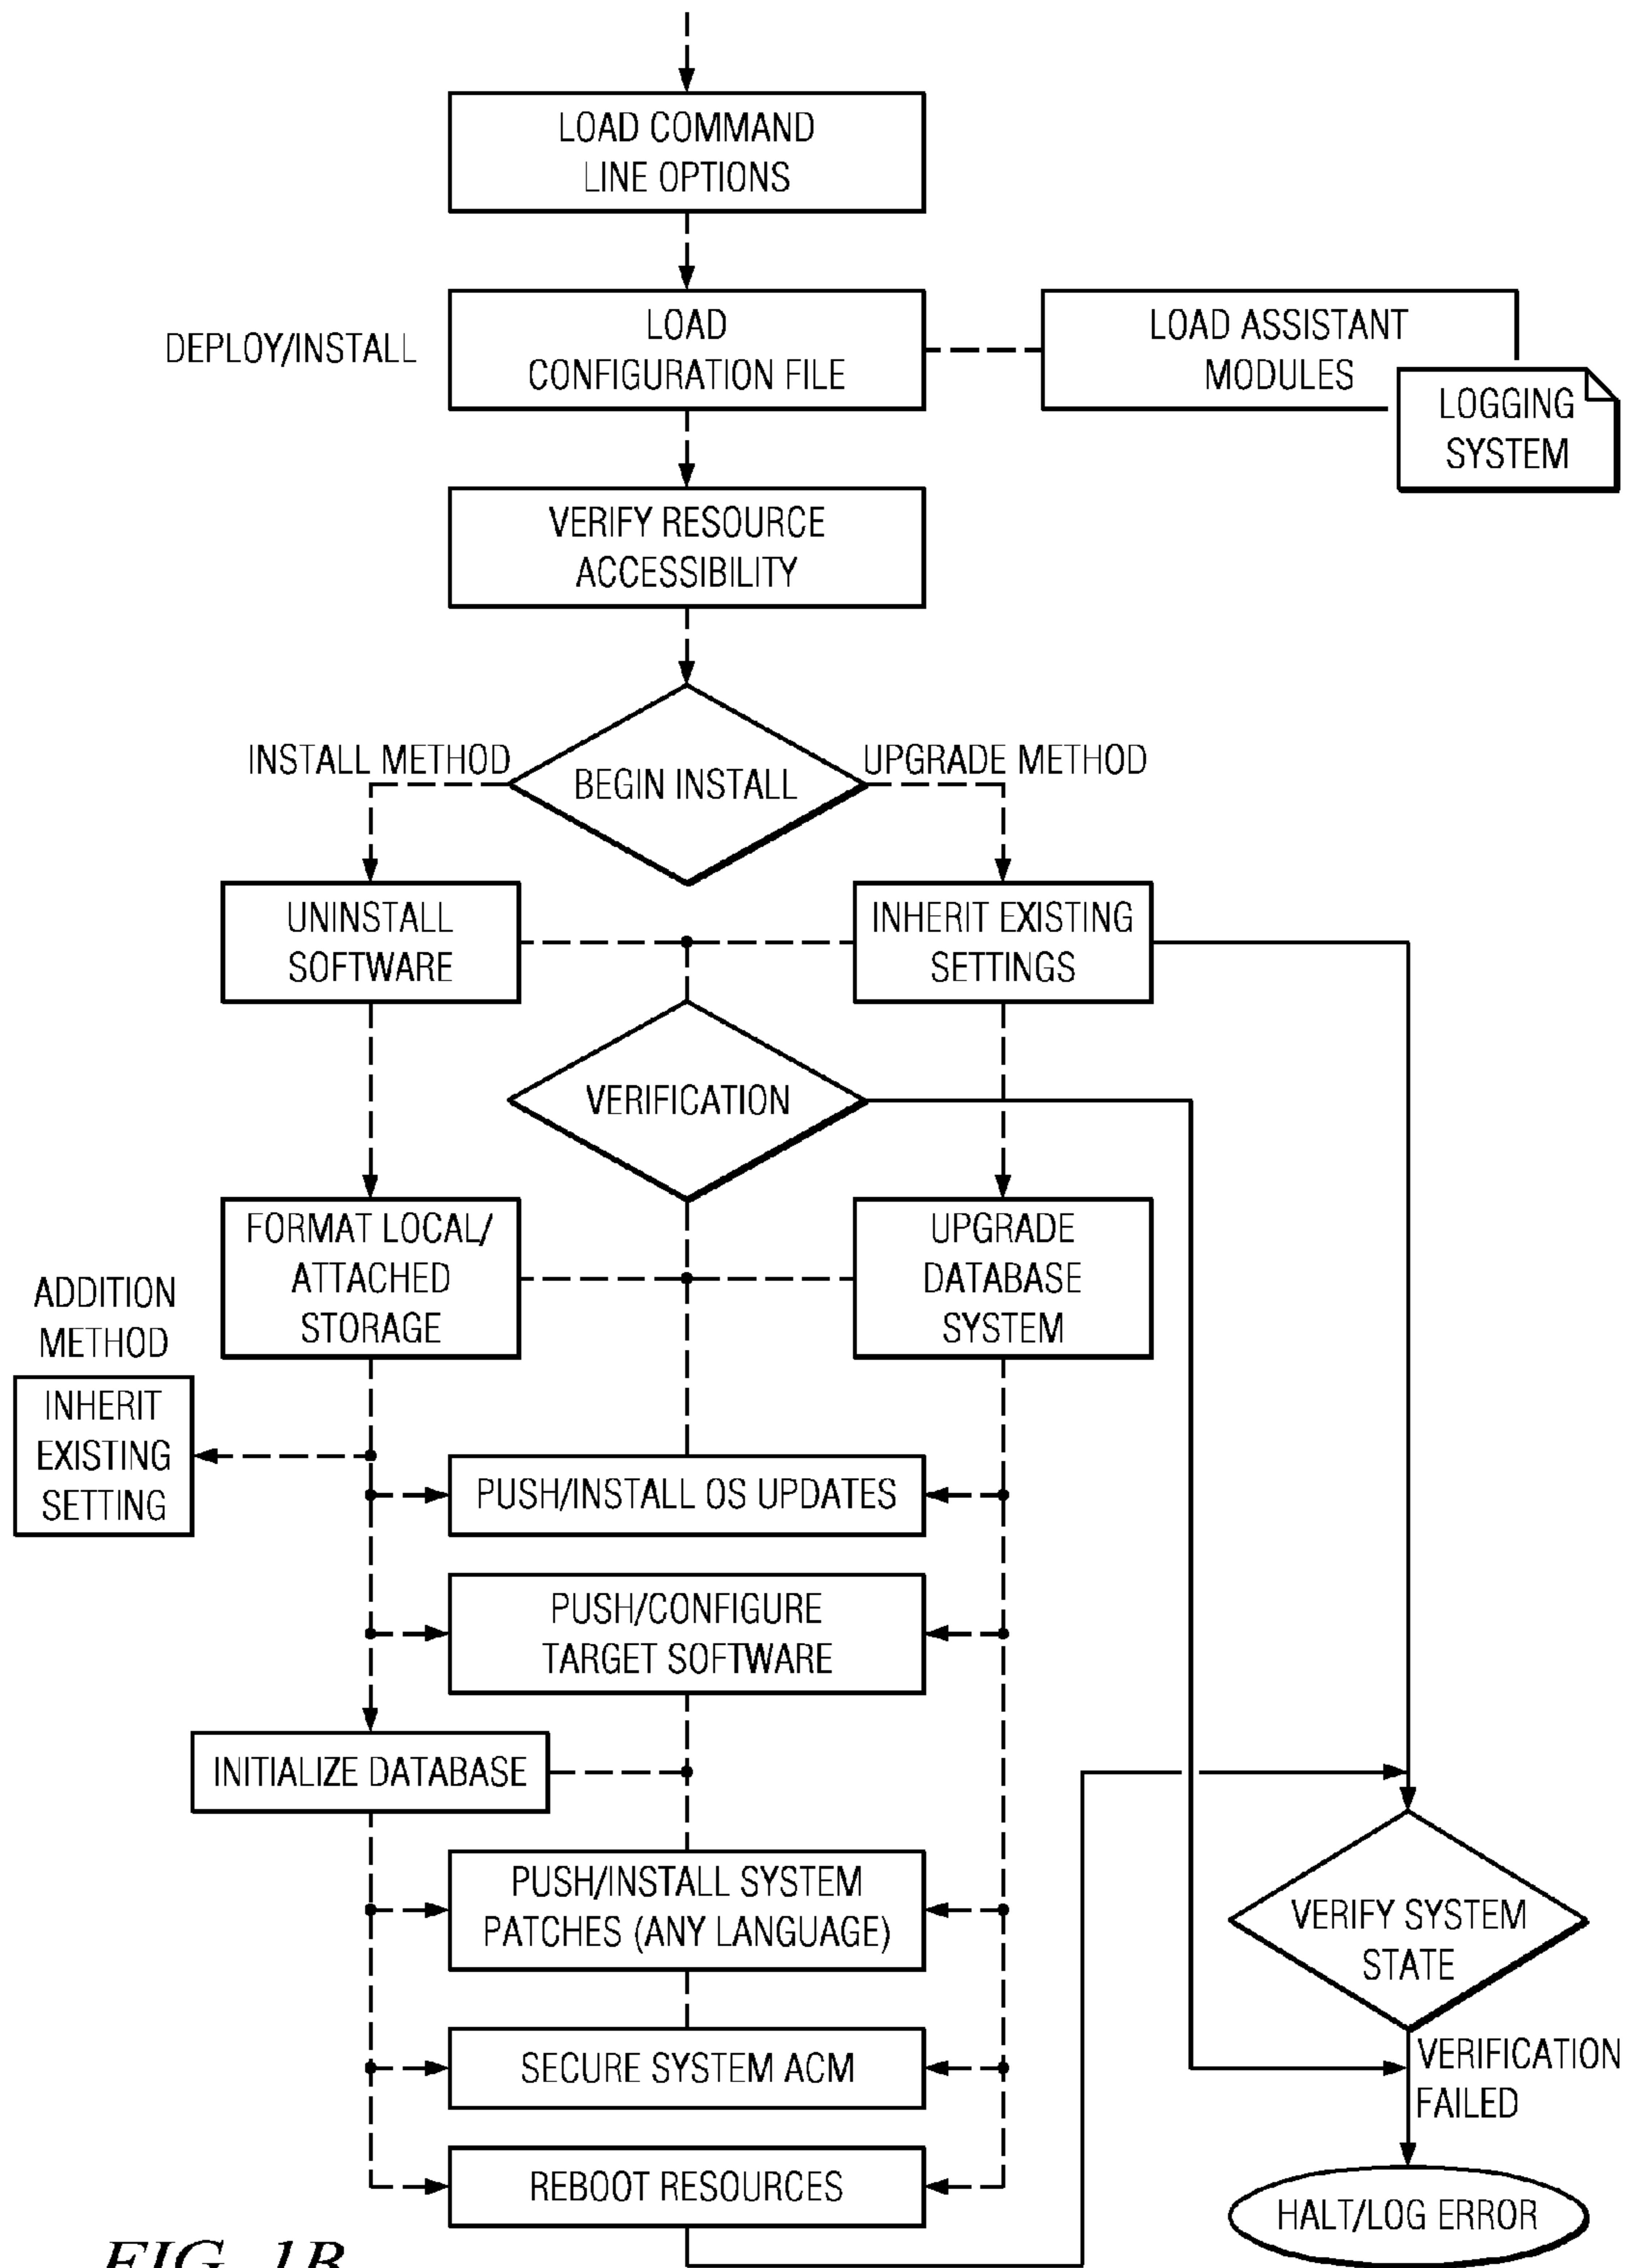 LOAD COMMAND
LINE OPTIONS
DEPLOY/INSTALL
LOAD
CONFIGURATION FILE
LOAD ASSISTANT
MODULES
LOGGING
SYSTEM
VERIFY RESOURCE
ACCESSIBILITY
INSTALL METHOD
BEGIN INSTALL
UPGRADE METHOD
UNINSTALL
SOFTWARE
INHERIT EXISTING
SETTINGS
VERIFICATION
FORMAT LOCAL/
ATTACHED
STORAGE
UPGRADE
DATABASE
SYSTEM
ADDITION
METHOD
INHERIT
EXISTING
SETTING
PUSH/INSTALL OS UPDATES
PUSH/CONFIGURE
TARGET SOFTWARE
INITIALIZE DATABASE
PUSH/INSTALL SYSTEM
PATCHES (ANY LANGUAGE)
VERIFY SYSTEM
STATE
SECURE SYSTEM ACM
VERIFICATION
FAILED
REBOOT RESOURCES
HALT/LOG ERROR
FIG. 1B